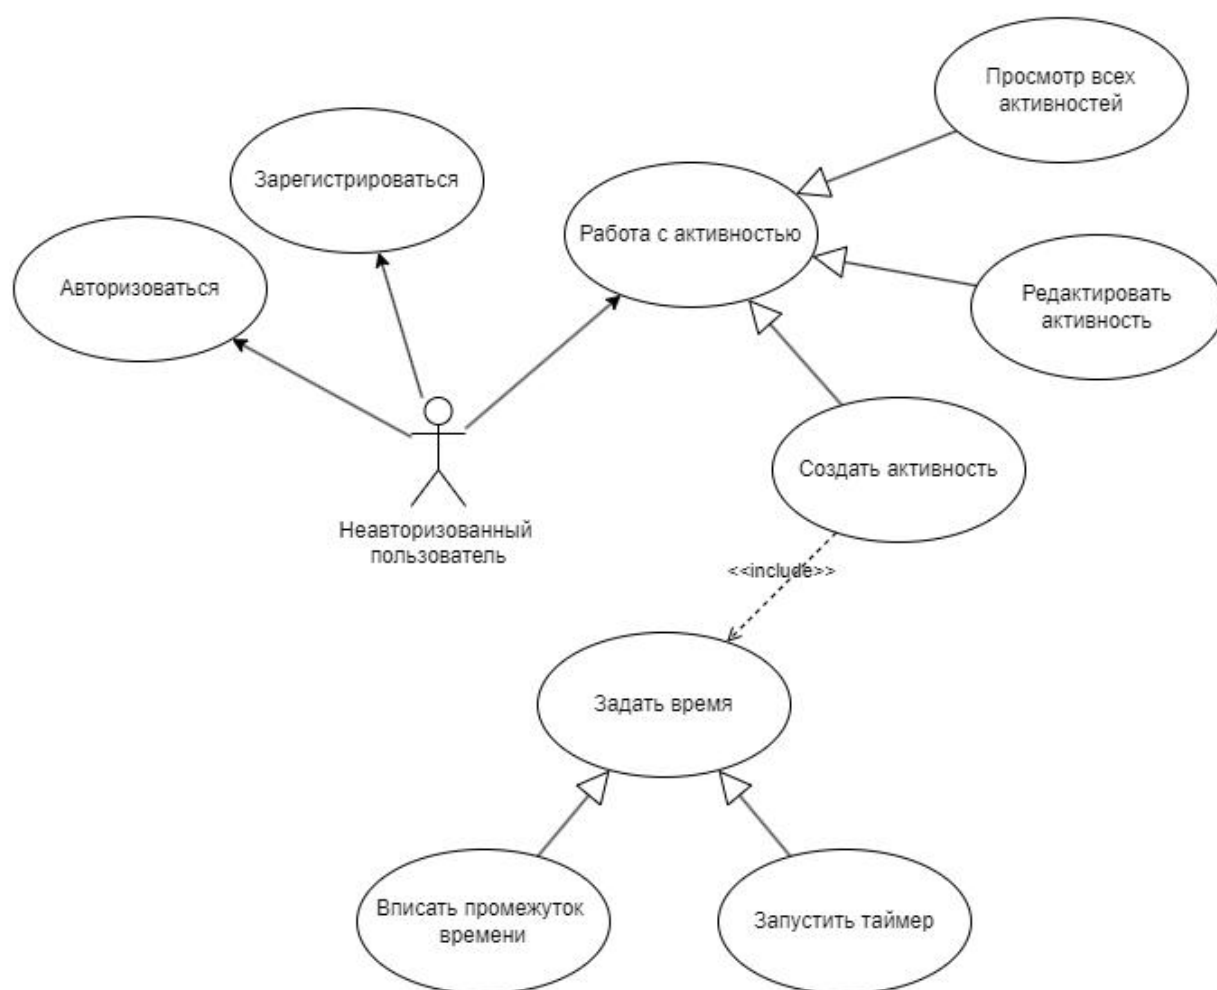 Просмотр всех
активностей
Зарегистрироваться
Работа с активностью
Авторизоваться
Редактировать
активность
Создать активность
Неавторизованный
пользователь
<<include>>
Задать время
Вписать промежуток
времени
Запустить таймер